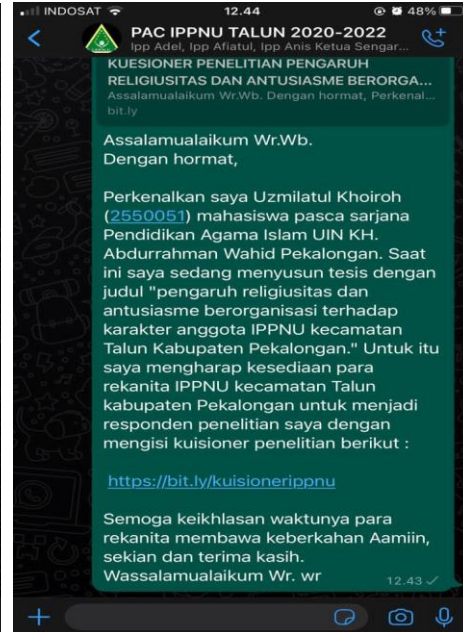 INDOSAT 12.44 48%
PAC IPPNU TALUN 2020-2022
Ipp Adel, Ipp Afiatul, Ipp Anis Ketua Sengar...
KUESIONER PENELITIAN PENGARUH
RELIGIUSITAS DAN ANTUSIASME BERORGA...
Assalamualaikum Wr.Wb. Dengan hormat, Perkenal...
bit.ly
Assalamualaikum Wr.Wb.
Dengan hormat,
Perkenalkan saya Uzmilatul Khoiroh
(2550051) mahasiswa pasca sarjana
Pendidikan Agama Islam UIN KH.
Abdurrahman Wahid Pekalongan. Saat
ini saya sedang menyusun tesis dengan
judul "pengaruh religiusitas dan
antusiasme berorganisasi terhadap
karakter anggota IPPNU kecamatan
Talun Kabupaten Pekalongan." Untuk itu
saya mengharap kesediaan para
rekanita IPPNU kecamatan Talun
kabupaten Pekalongan untuk menjadi
responden penelitian saya dengan
mengisi kuisioner penelitian berikut :
https://bit.ly/kuisionerippnu
Semoga keikhlasan waktunya para
rekanita membawa keberkahan Aamiin,
sekian dan terima kasih.
Wassalamualaikum Wr. wr
12.43